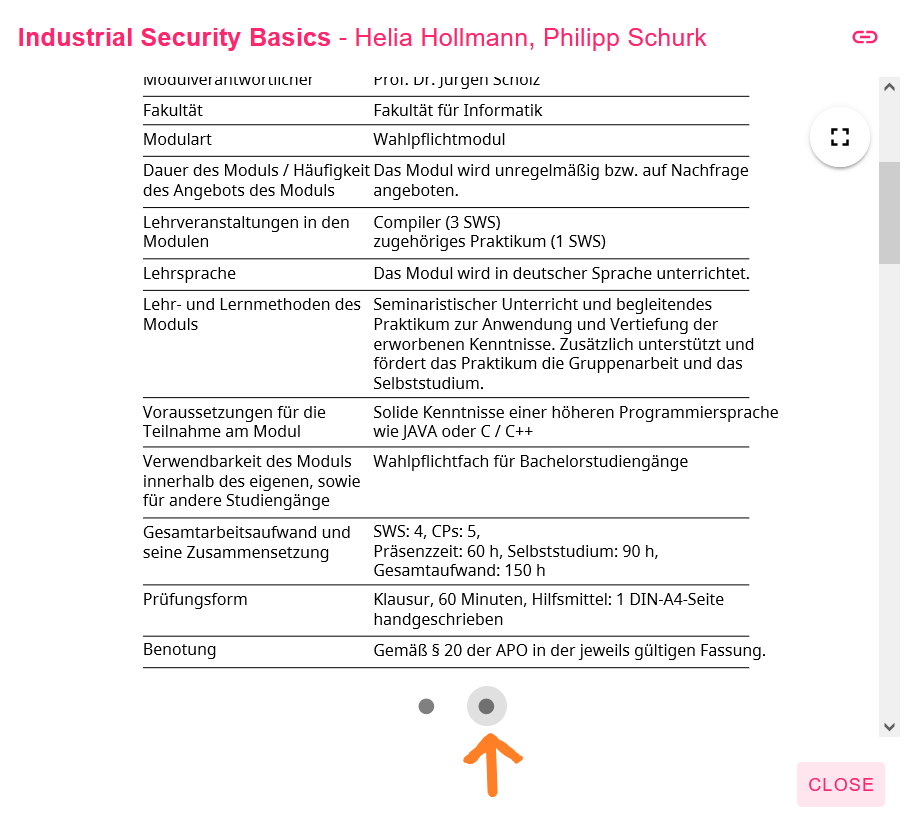 Industrial Security Basics - Helia Hollmann, Philipp Schurk
Modulverantwortlicher Prof. Dr. Jürgen Scholz
Fakultät Fakultät für Informatik
Modulart Wahlpflichtmodul
Dauer des Moduls / Häufigkeit Das Modul wird unregelmäßig bzw. auf Nachfrage
des Angebots des Moduls angeboten.
Lehrveranstaltungen in den Compiler (3 SWS)
Modulen zugehöriges Praktikum (1 SWS)
Lehrsprache Das Modul wird in deutscher Sprache unterrichtet.
Lehr- und Lernmethoden des Seminaristischer Unterricht und begleitendes
Moduls Praktikum zur Anwendung und Vertiefung der
erworbenen Kenntnisse. Zusätzlich unterstützt und
fördert das Praktikum die Gruppenarbeit und das
Selbststudium.
Voraussetzungen für die Solide Kenntnisse einer höheren Programmiersprache
Teilnahme am Modul wie JAVA oder C / C++
Verwendbarkeit des Moduls Wahlpflichtfach für Bachelorstudiengänge
innerhalb des eigenen, sowie
für andere Studiengänge
Gesamtarbeitsaufwand und SWS: 4, CPs: 5,
seine Zusammensetzung Präsenzzeit: 60 h, Selbststudium: 90 h,
Gesamtaufwand: 150 h
Prüfungsform Klausur, 60 Minuten, Hilfsmittel: 1 DIN-A4-Seite
handgeschrieben
Benotung Gemäß § 20 der APO in der jeweils gültigen Fassung.
CLOSE